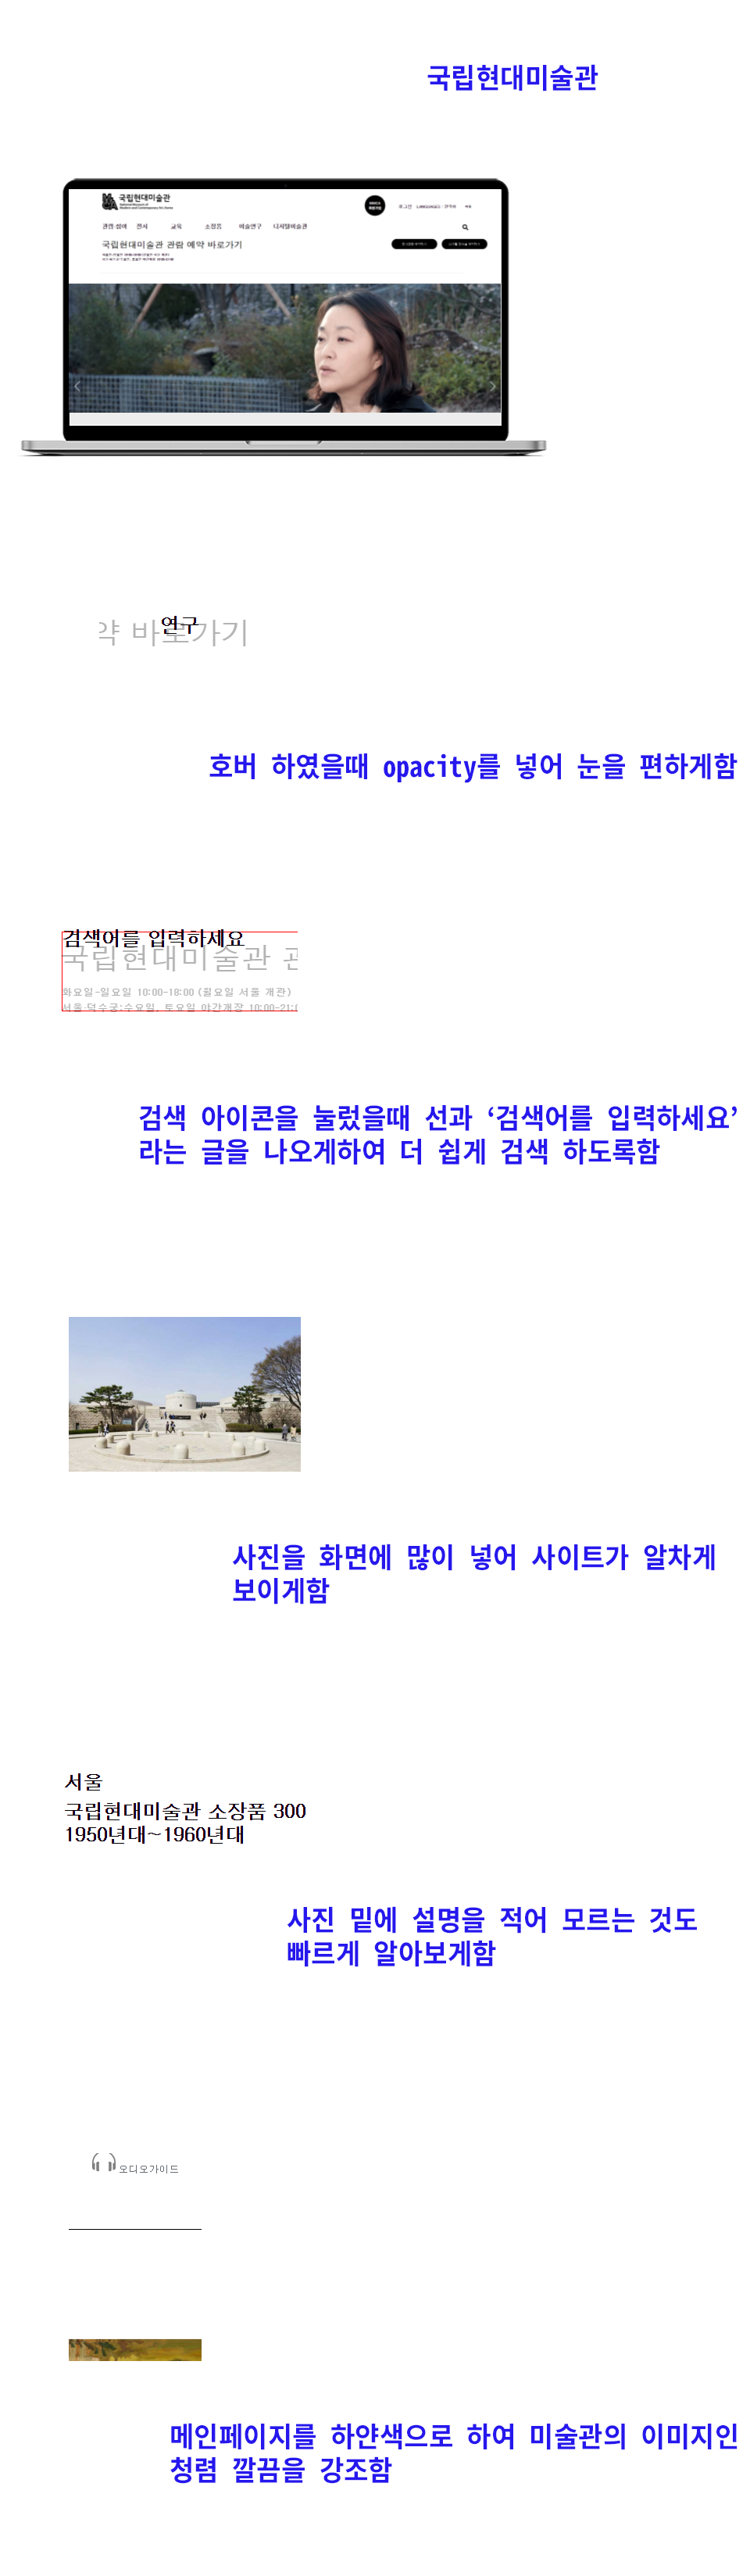 국립현대미술관
국립현대미술관
관람·참여 전시 교육 소장품 미술연구 디지털미술관
국립현대미술관 관람 예약 바로가기
연구
약 바로가기
호버 하였을때 opacity를 넣어 눈을 편하게함
검색어를 입력하세요
국립현대미술관 관
화요일-일요일 10:00-18:00 (월요일 서울 개관)
서울·덕수궁:수요일, 토요일 야간개장 10:00-21:0
검색 아이콘을 눌렀을때 선과 ‘검색어를 입력하세요’
라는 글을 나오게하여 더 쉽게 검색 하도록함
사진을 화면에 많이 넣어 사이트가 알차게
보이게함
서울
국립현대미술관 소장품 300
1950년대~1960년대
사진 밑에 설명을 적어 모르는 것도
빠르게 알아보게함
오디오가이드
메인페이지를 하얀색으로 하여 미술관의 이미지인
청렴 깔끔을 강조함